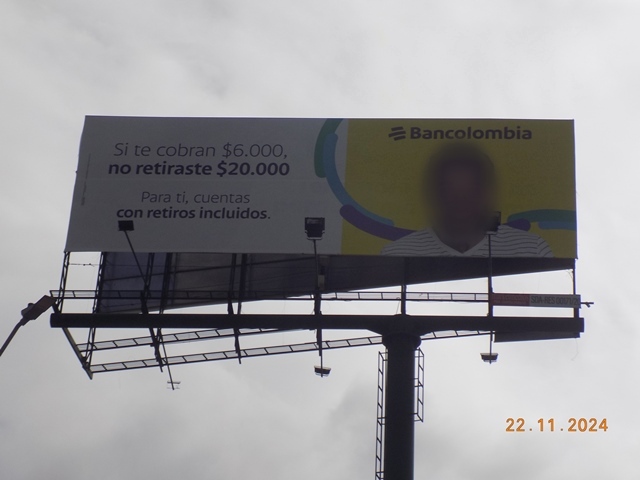 Si te cobran $6.000,
no retiraste $20.000
Para ti, cuentas
con retiros incluidos.
Bancolombia
22.11.2024